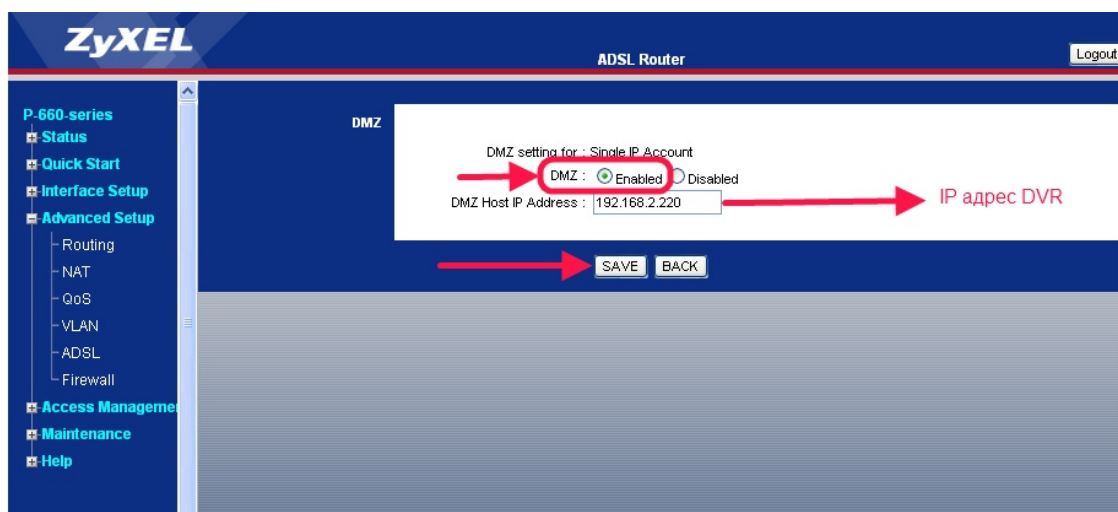 ZyXEL
ADSL Router
Logout
P-660-series
Status
Quick Start
Interface Setup
Advanced Setup
Routing
NAT
QoS
VLAN
ADSL
Firewall
Access Manageme
Maintenance
Help
DMZ
DMZ setting for : Single IP Account
DMZ : Enabled Disabled
DMZ Host IP Address : 192.168.2.220
IP адрес DVR
SAVE BACK